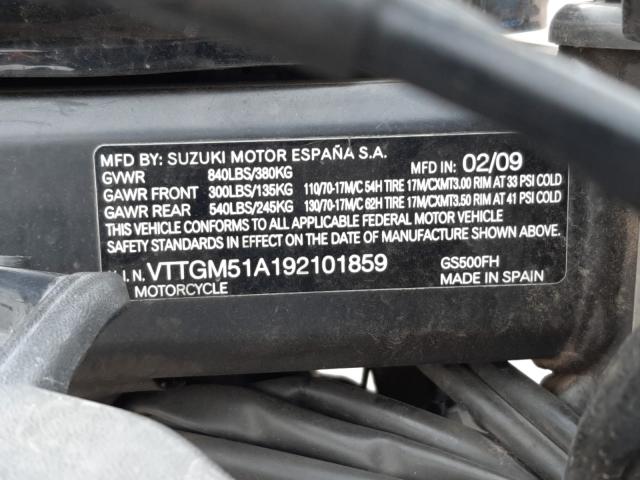 MFD BY: SUZUKI MOTOR ESPAÑA S.A. MFD IN: 02/09
GVWR 840LBS/380KG
GAWR FRONT 300LBS/135KG 110/70-17M/C 54H TIRE 17M/CXMT3.00 RIM AT 33 PSI COLD
GAWR REAR 540LBS/245KG 130/70-17M/C 62H TIRE 17M/CXMT3.50 RIM AT 41 PSI COLD
THIS VEHICLE CONFORMS TO ALL APPLICABLE FEDERAL MOTOR VEHICLE
SAFETY STANDARDS IN EFFECT ON THE DATE OF MANUFACTURE SHOWN ABOVE.
.I.N. VTTGM51A192101859 GS500FH
MOTORCYCLE MADE IN SPAIN